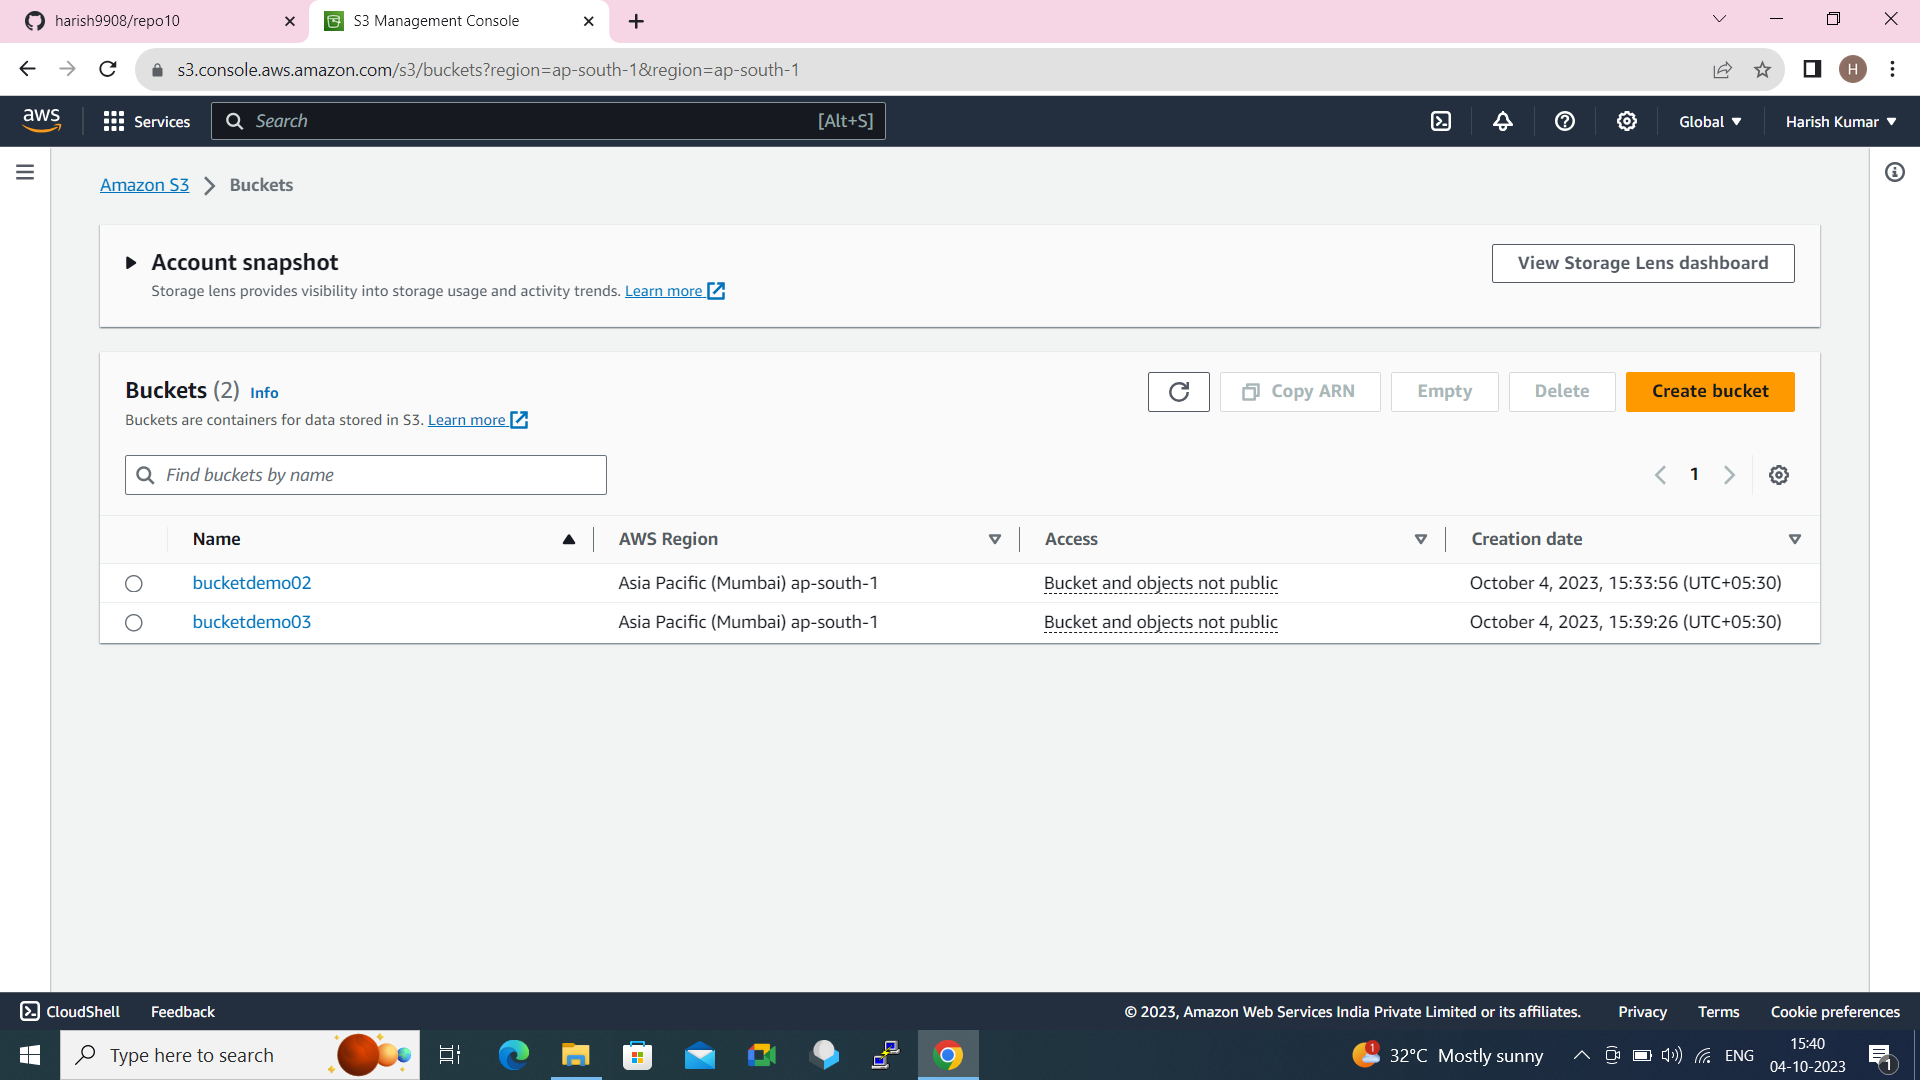 harish9908/repo10
S3 Management Console
s3.console.aws.amazon.com/s3/buckets?region=ap-south-1&region=ap-south-1
H
aws
Services
Search
[Alt+S]
Global
Harish Kumar
Amazon S3
Buckets
Account snapshot
View Storage Lens dashboard
Storage lens provides visibility into storage usage and activity trends. Learn more
Buckets (2) Info
Copy ARN
Empty
Delete
Create bucket
Buckets are containers for data stored in S3. Learn more
Find buckets by name
1
Name
AWS Region
Access
Creation date
bucketdemo02
Asia Pacific (Mumbai) ap-south-1
Bucket and objects not public
October 4, 2023, 15:33:56 (UTC+05:30)
bucketdemo03
Asia Pacific (Mumbai) ap-south-1
Bucket and objects not public
October 4, 2023, 15:39:26 (UTC+05:30)
CloudShell
Feedback
© 2023, Amazon Web Services India Private Limited or its affiliates.
Privacy
Terms
Cookie preferences
Type here to search
1
32°C Mostly sunny
ENG
15:40
04-10-2023
1